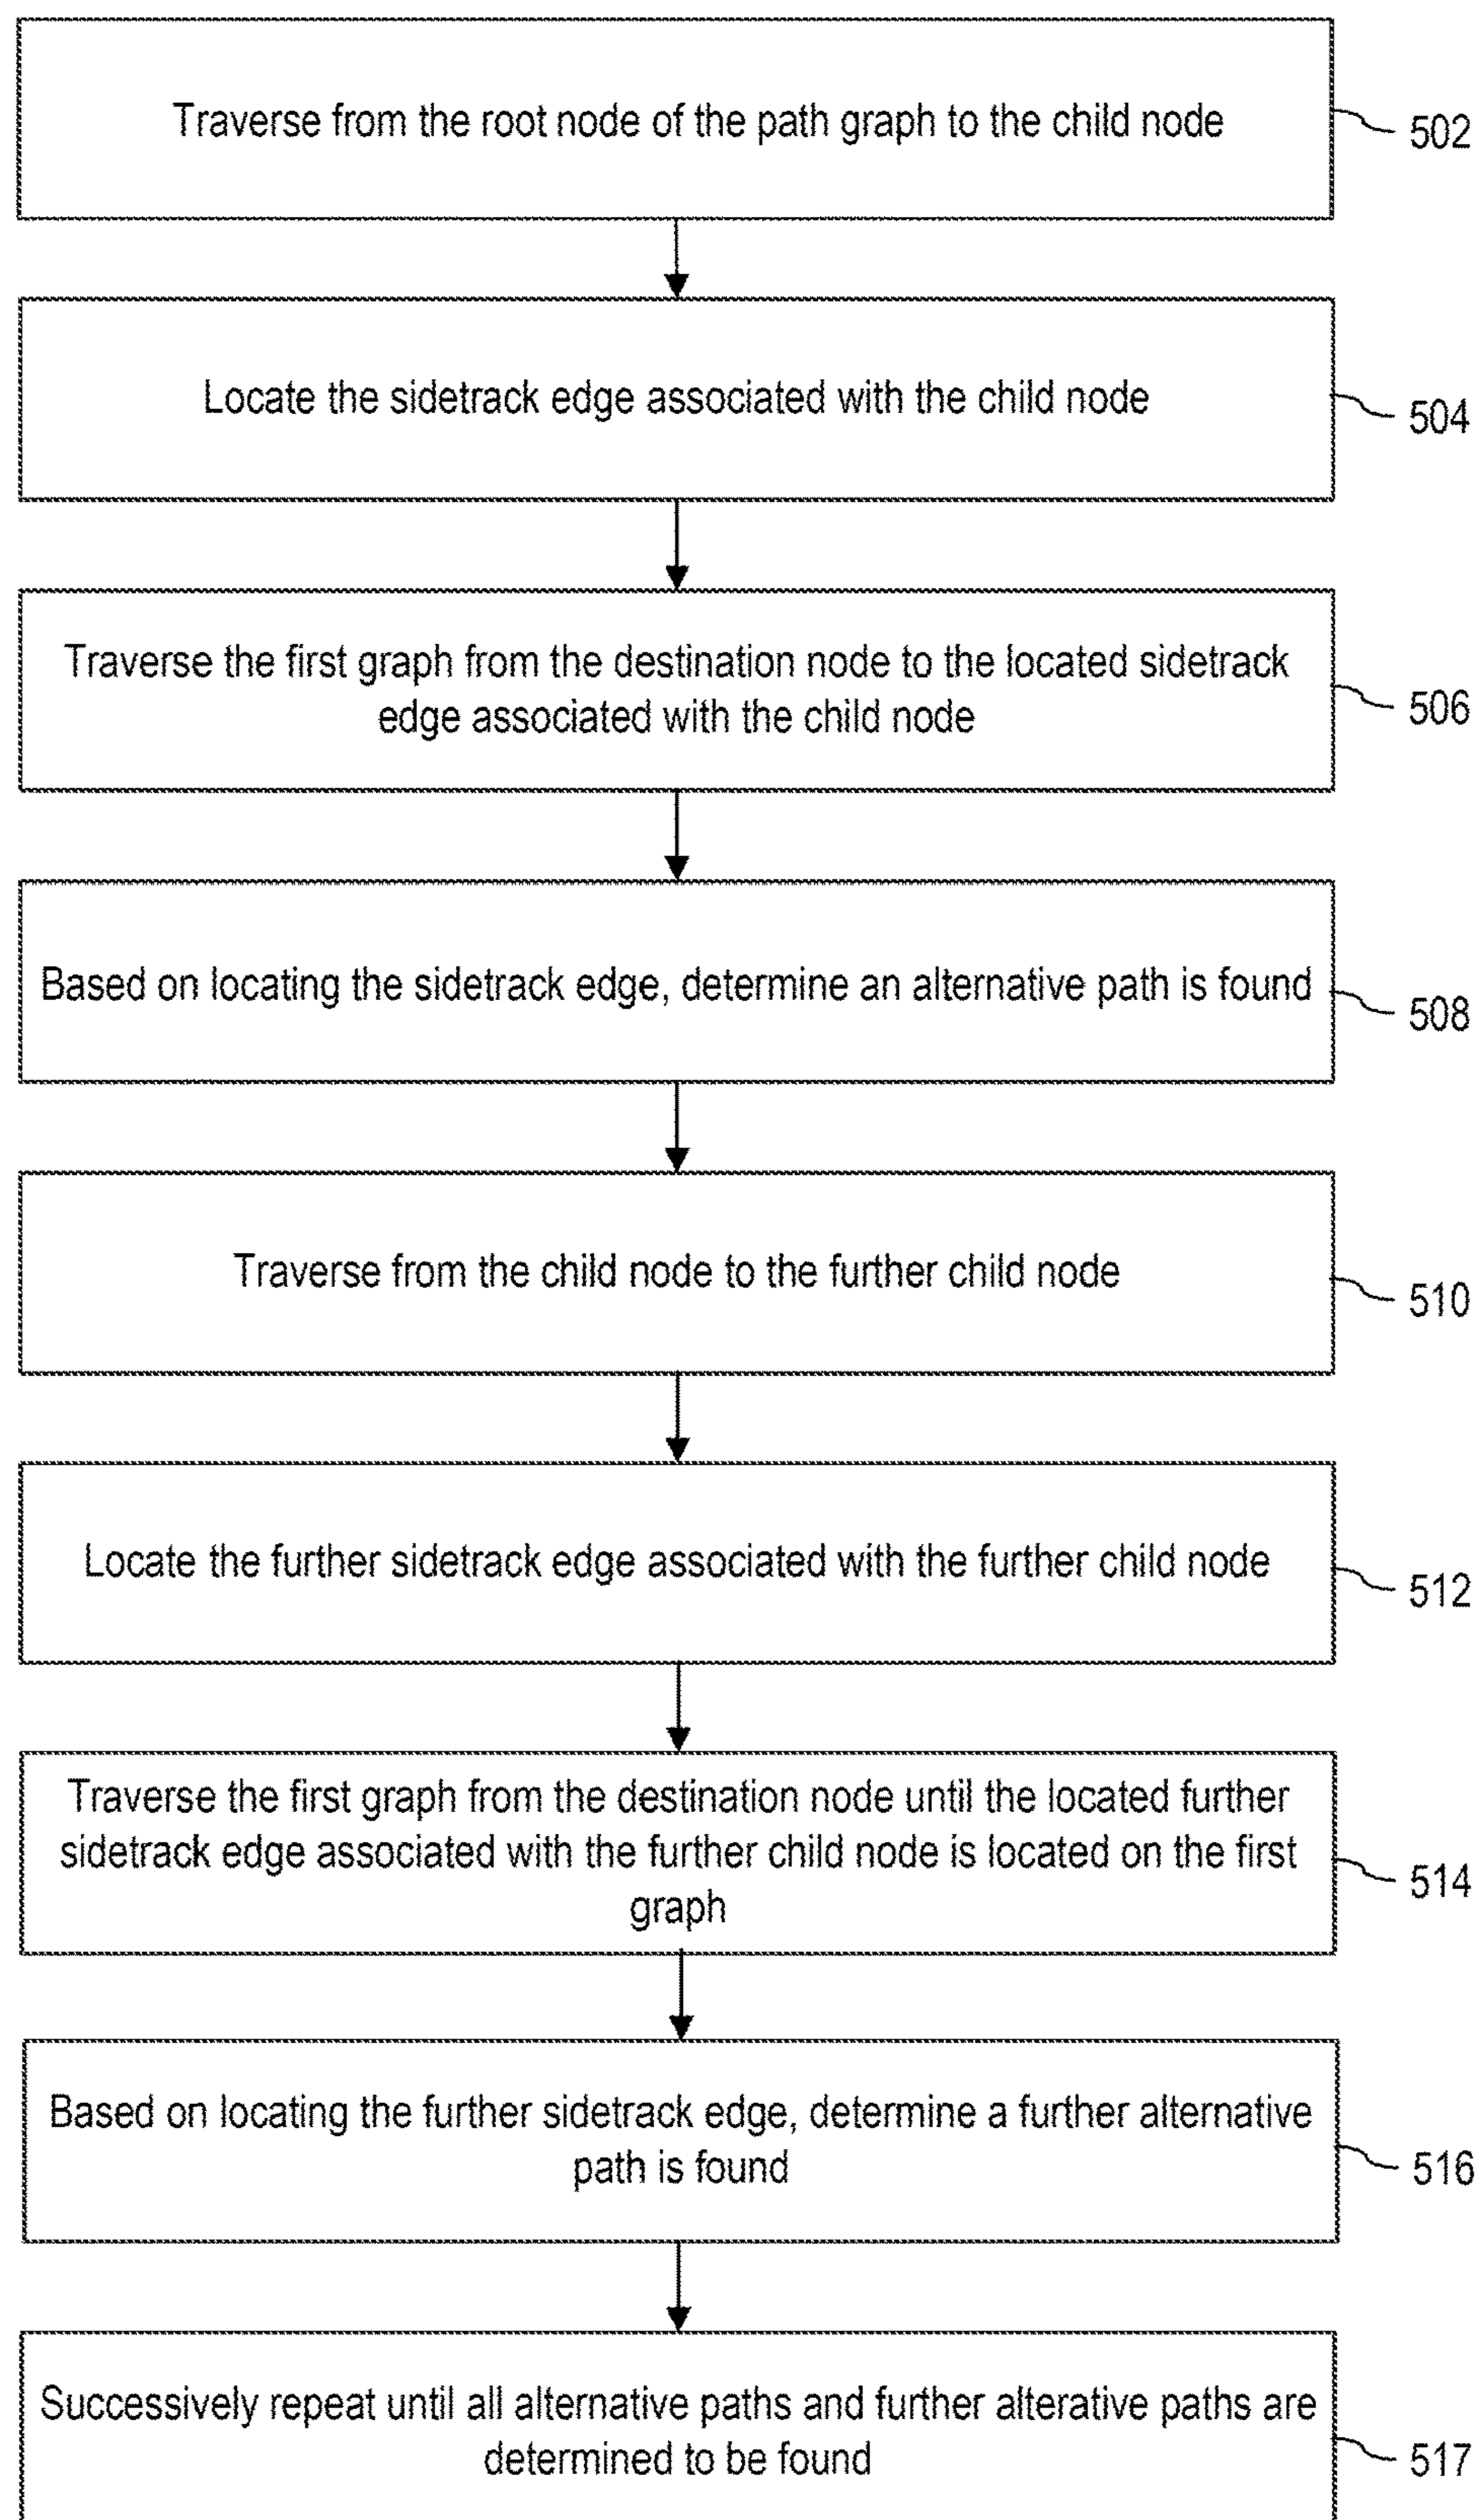 Traverse from the root node of the path graph to the child node
502
Locate the sidetrack edge associated with the child node
504
Traverse the first graph from the destination node to the located sidetrack
edge associated with the child node
506
Based on locating the sidetrack edge, determine an alternative path is found
508
Traverse from the child node to the further child node
510
Locate the further sidetrack edge associated with the further child node
512
Traverse the first graph from the destination node until the located further
sidetrack edge associated with the further child node is located on the first
graph
514
Based on locating the further sidetrack edge, determine a further alternative
path is found
516
Successively repeat until all alternative paths and further alterative paths are
determined to be found
517